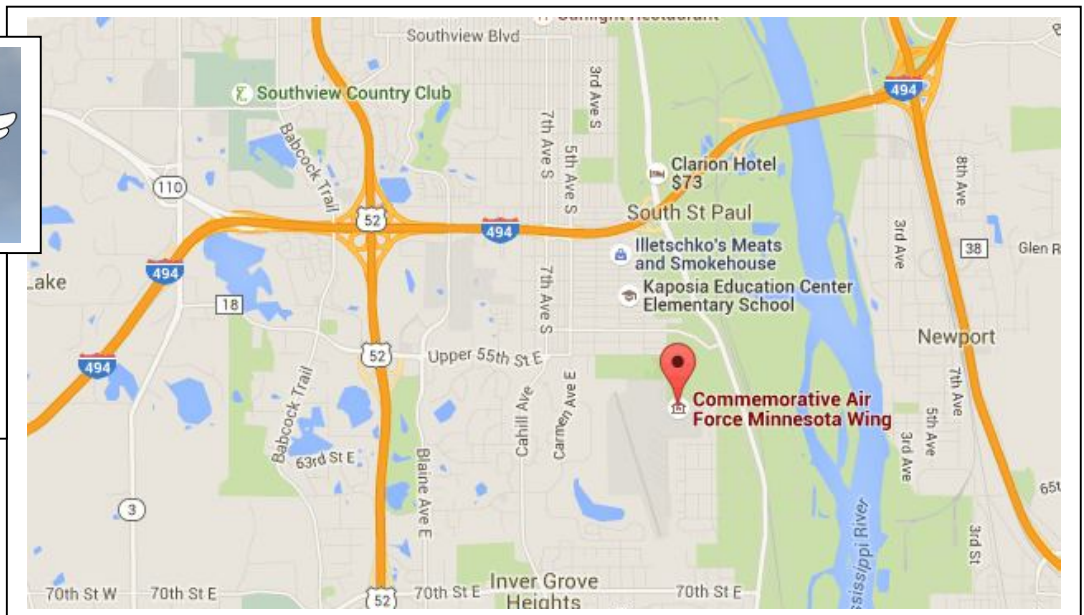 Southview Blvd
Southview Country Club
3rd Ave S
7th Ave S
5th Ave S
Babcock Trail
494
Clarion Hotel
$73
110
52
8th Ave
South St Paul
494
3rd Ave
38
Glen R
Illetschko's Meats
and Smokehouse
494
Lake
7th Ave S
Kaposia Education Center
Elementary School
18
Newport
52
Upper 55th St E
494
7th Ave
Commemorative Air
Force Minnesota Wing
Cahill Ave
Carmen Ave E
Babcock Trail
5th Ave
3rd Ave
63rd St E
Blaine Ave E
3
3rd St
70th St W
70th St E
52
70th St E
Inver Grove
Heights
70th St E